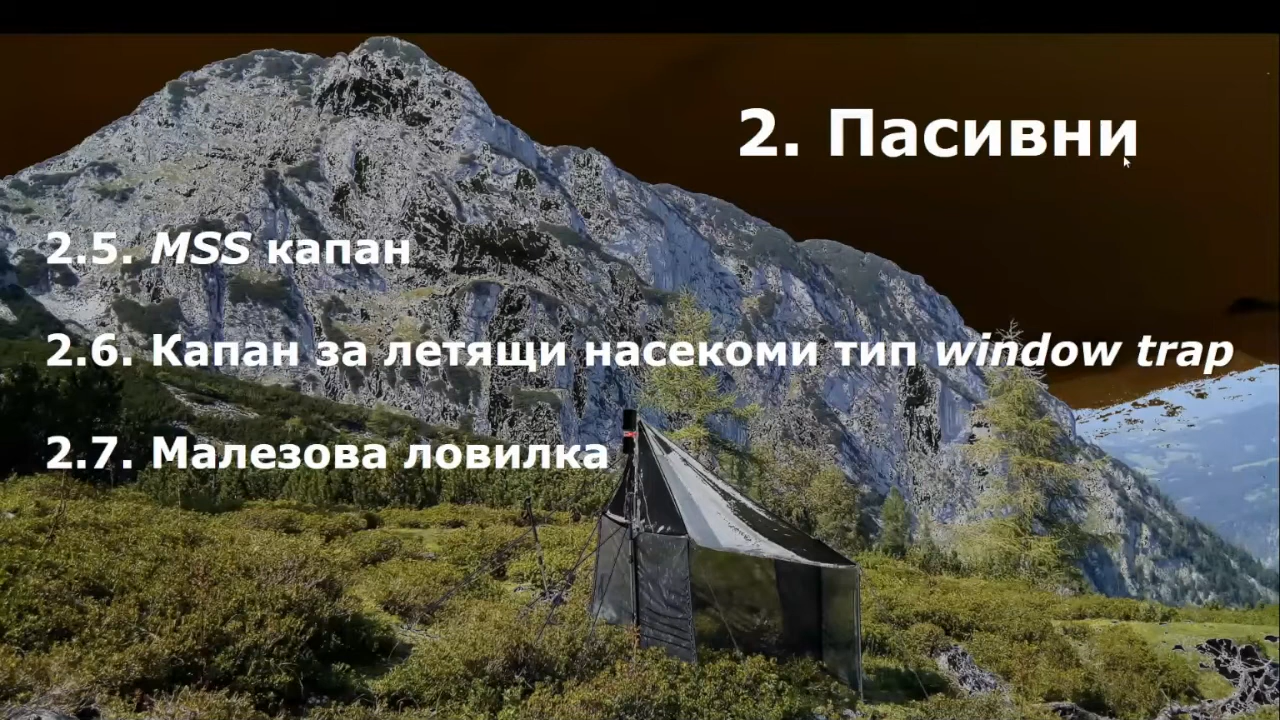 2. Пасивни
2.5. MSS капан
2.6. Капан за летящи насекоми тип window trap
2.7. Малезова ловилка